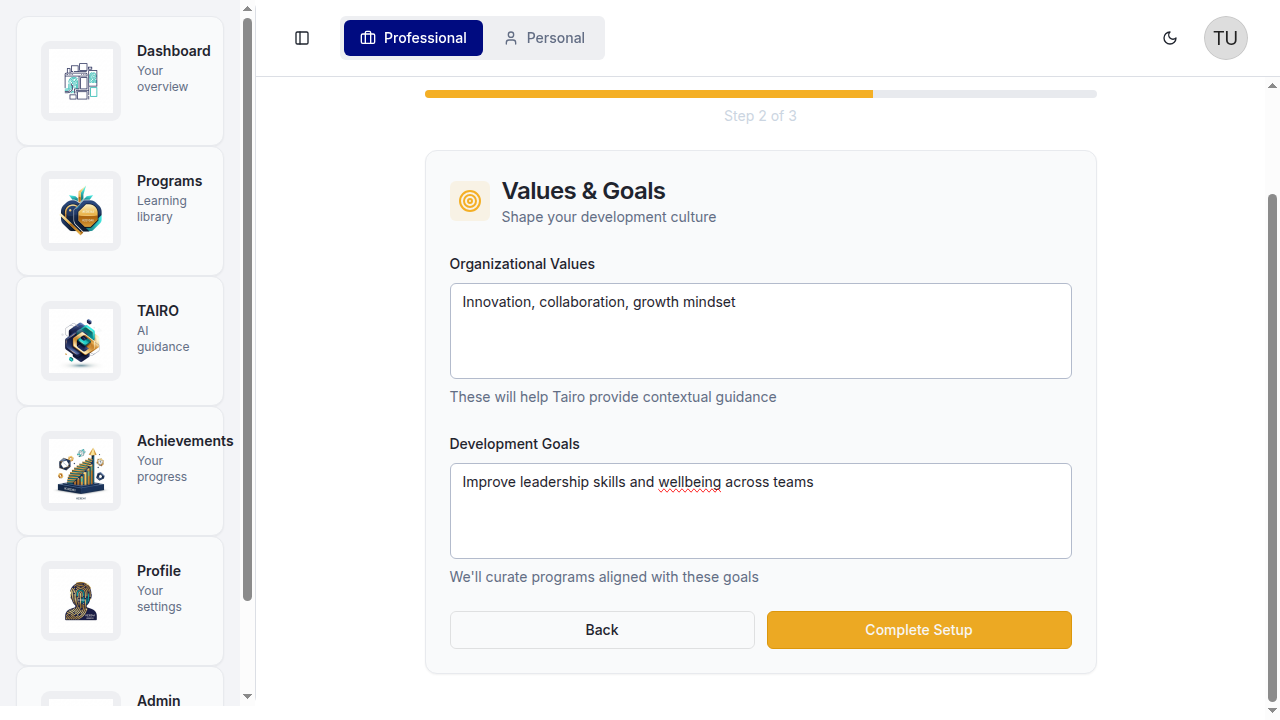 Dashboard
Your
overview
Programs
Learning
library
TAIRO
AI
guidance
Achievements
Your
progress
Profile
Your
settings
Admin
Professional
Personal
TU
Step 2 of 3
Values & Goals
Shape your development culture
Organizational Values
Innovation, collaboration, growth mindset
These will help Tairo provide contextual guidance
Development Goals
Improve leadership skills and wellbeing across teams
We'll curate programs aligned with these goals
Back
Complete Setup